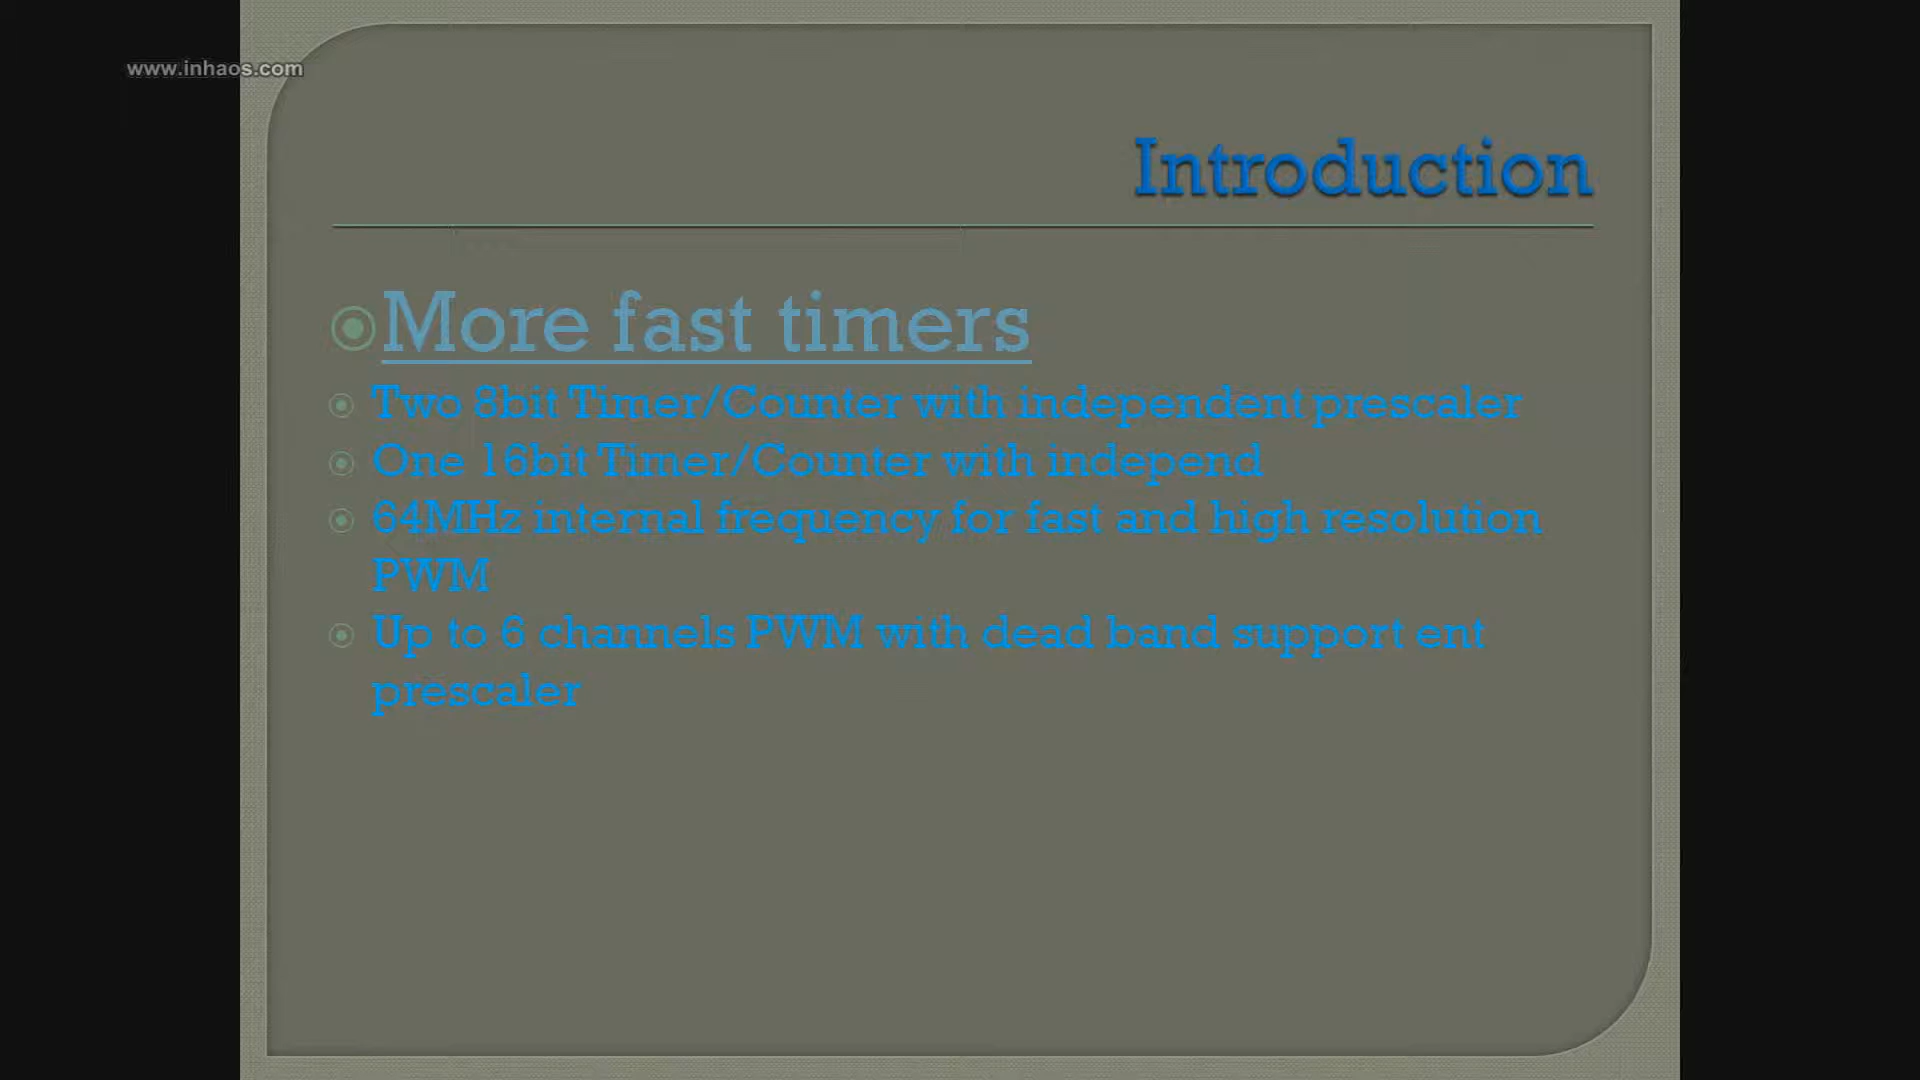 www.inhaos.com
Introduction
More fast timers
Two 8bit Timer/Counter with independent prescaler
One 16bit Timer/Counter with independ
64MHz internal frequency for fast and high resolution
PWM
Up to 6 channels PWM with dead band support ent
prescaler